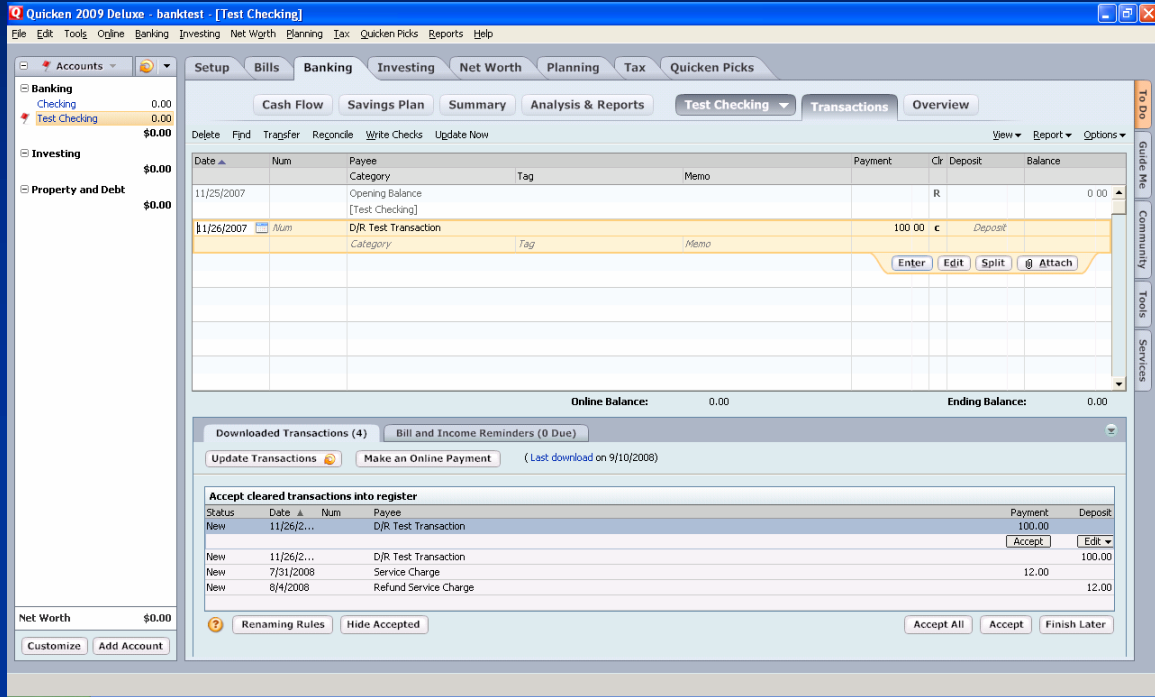 Quicken 2009 Deluxe - banktest - [Test Checking]
File Edit Tools Online Banking Investing Net Worth Planning Tax Quicken Picks Reports Help
Accounts
Setup Bills Banking Investing Net Worth Planning Tax Quicken Picks
Banking
Checking 0.00
Test Checking 0.00
$0.00
Investing
$0.00
Property and Debt
$0.00
Net Worth $0.00
Customize Add Account
Cash Flow Savings Plan Summary Analysis & Reports Test Checking Transactions Overview
Delete Find Transfer Reconcile Write Checks Update Now View Report Options
Date Num Payee Payment Clr Deposit Balance
Category Tag Memo
11/25/2007 Opening Balance R 0 00
[Test Checking]
11/26/2007 Num D/R Test Transaction 100 00 c Deposit
Category Tag Memo
Enter Edit Split Attach
Online Balance: 0.00 Ending Balance: 0.00
Downloaded Transactions (4) Bill and Income Reminders (0 Due)
Update Transactions Make an Online Payment ( Last download on 9/10/2008)
Accept cleared transactions into register
Status Date Num Payee Payment Deposit
New 11/26/2... D/R Test Transaction 100.00
Accept Edit
New 11/26/2... D/R Test Transaction 100.00
New 7/31/2008 Service Charge 12.00
New 8/4/2008 Refund Service Charge 12.00
? Renaming Rules Hide Accepted Accept All Accept Finish Later
To Do
Guide Me
Community
Tools
Services